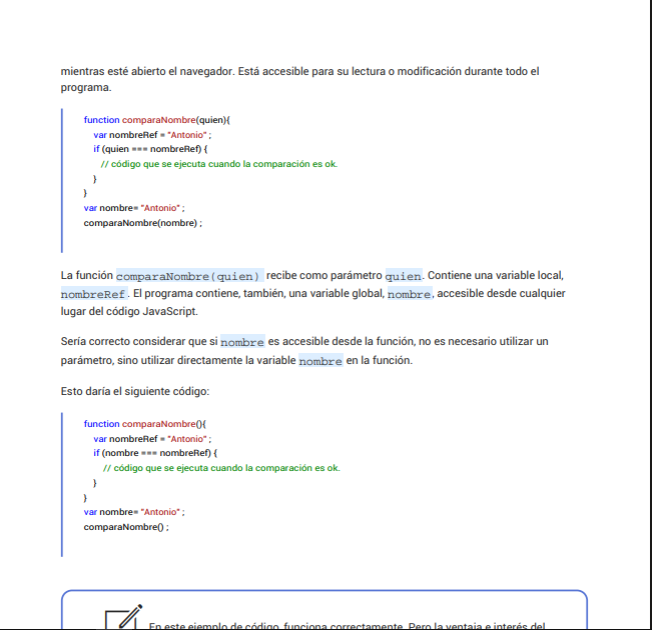 mientras esté abierto el navegador. Está accesible para su lectura o modificación durante todo el
programa.
function comparaNombre(quien){
var nombreRef = "Antonio" ;
if (quien === nombreRef) {
// código que se ejecuta cuando la comparación es ok.
}
}
var nombre= "Antonio" ;
comparaNombre(nombre) ;
La función comparaNombre(quien) recibe como parámetro quien. Contiene una variable local,
nombreRef. El programa contiene, también, una variable global, nombre, accesible desde cualquier
lugar del código JavaScript.
Sería correcto considerar que si nombre es accesible desde la función, no es necesario utilizar un
parámetro, sino utilizar directamente la variable nombre en la función.
Esto daría el siguiente código:
function comparaNombre(){
var nombreRef = "Antonio" ;
if (nombre === nombreRef) {
// código que se ejecuta cuando la comparación es ok.
}
}
var nombre= "Antonio" ;
comparaNombre() ;
En este ejemplo de código, funciona correctamente. Pero la ventaja e interés del